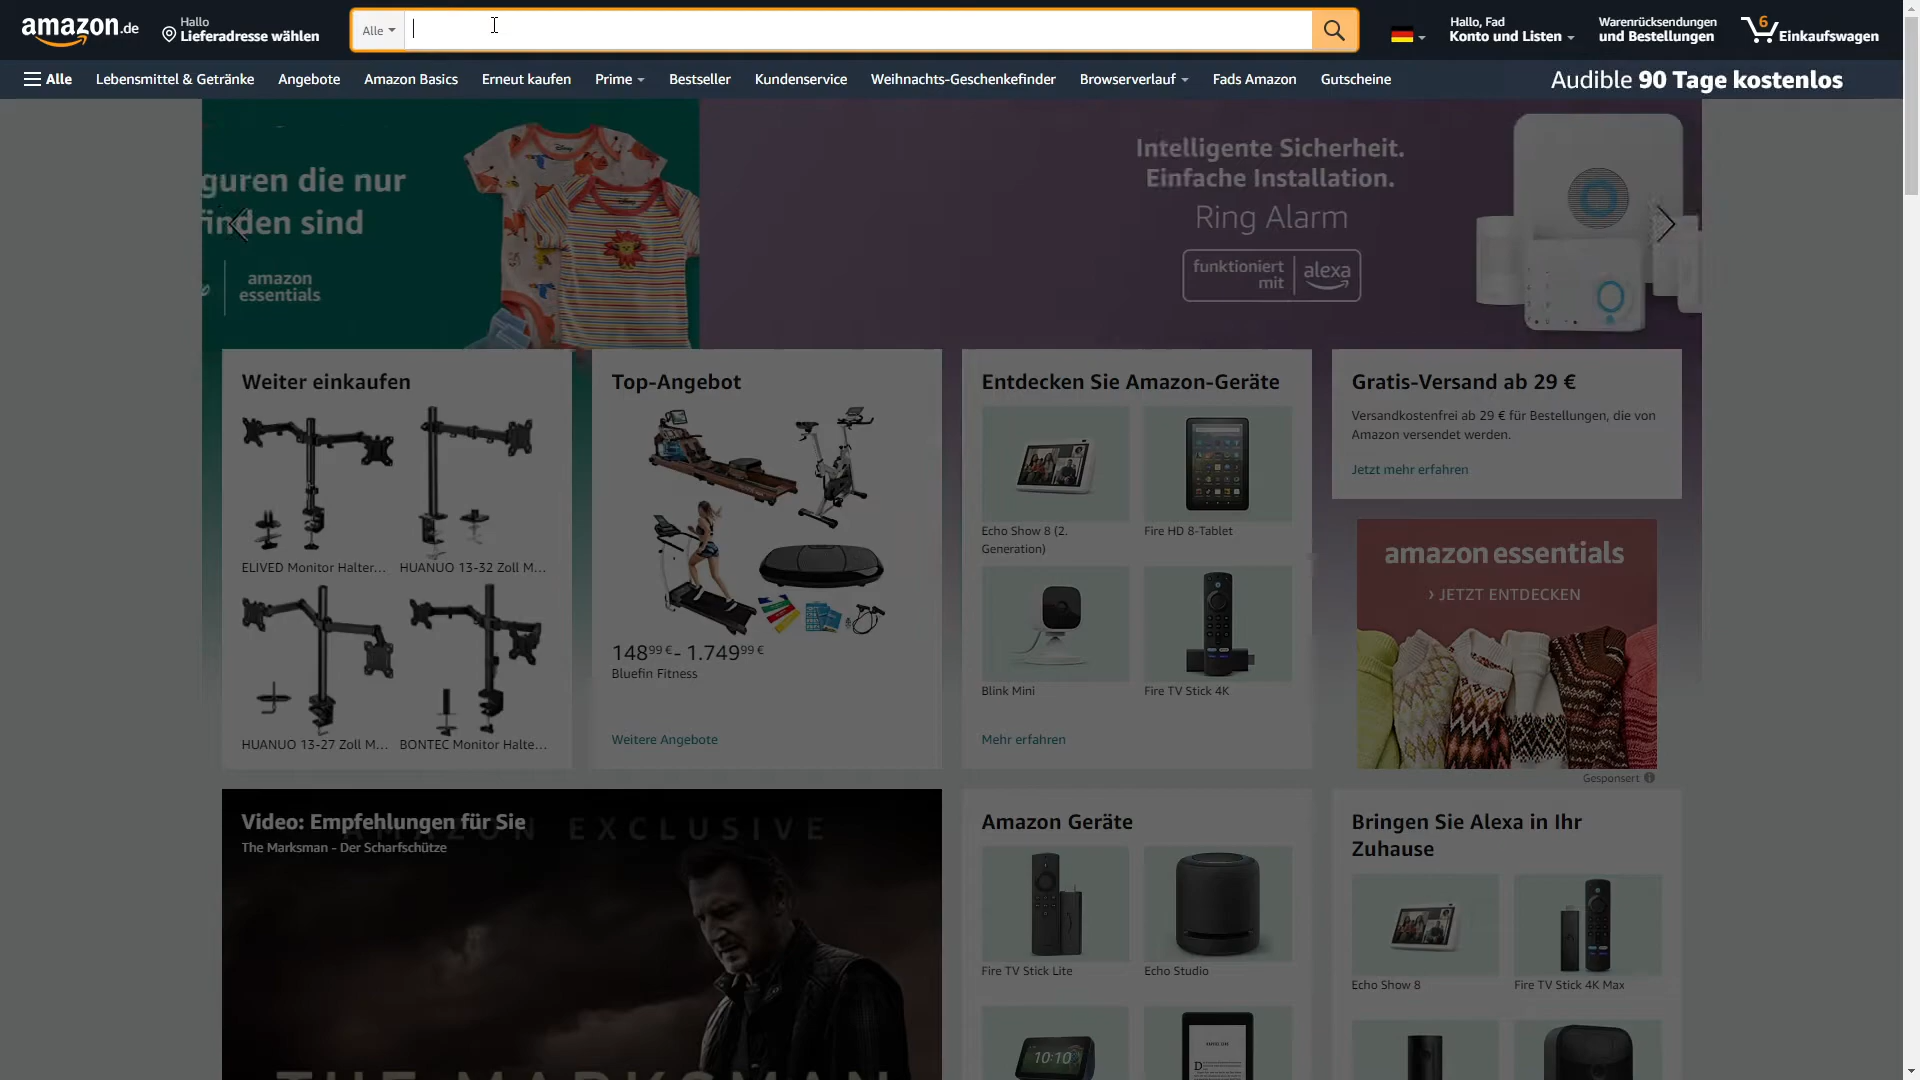 amazon.de
Hallo
Lieferadresse wählen
Alle
Hallo, Fad
Konto und Listen
Warenrücksendungen
und Bestellungen
6
Einkaufswagen
Alle
Lebensmittel & Getränke
Angebote
Amazon Basics
Erneut kaufen
Prime
Bestseller
Kundenservice
Weihnachts-Geschenkefinder
Browserverlauf
Fads Amazon
Gutscheine
Audible 90 Tage kostenlos
guren die nur
finden sind
amazon
essentials
Intelligente Sicherheit.
Einfache Installation.
Ring Alarm
funktioniert
mit
alexa
Weiter einkaufen
ELIVED Monitor Halter...
HUANUO 13-32 Zoll M...
HUANUO 13-27 Zoll M...
BONTEC Monitor Halte...
Top-Angebot
148,99 € - 1.749,99 €
Bluefin Fitness
Weitere Angebote
Entdecken Sie Amazon-Geräte
Echo Show 8 (2.
Generation)
Fire HD 8-Tablet
Blink Mini
Fire TV Stick 4K
Mehr erfahren
Gratis-Versand ab 29 €
Versandkostenfrei ab 29 € für Bestellungen, die von
Amazon versendet werden.
Jetzt mehr erfahren
amazon essentials
› JETZT ENTDECKEN
Gesponsert
Video: Empfehlungen für Sie
AMAZON EXCLUSIVE
The Marksman - Der Scharfschütze
THE MARKSMAN
Amazon Geräte
Fire TV Stick Lite
Echo Studio
10:10
Bringen Sie Alexa in Ihr
Zuhause
Echo Show 8
Fire TV Stick 4K Max